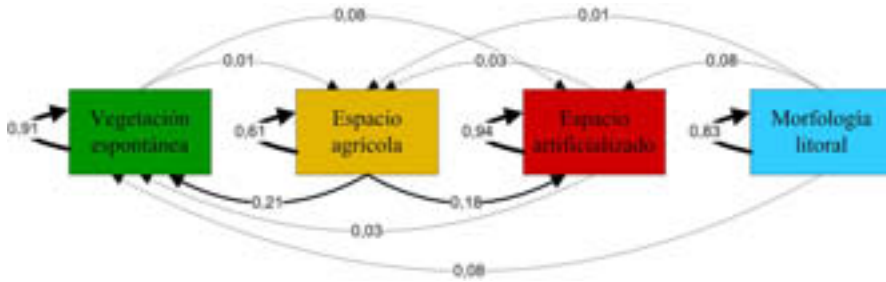 0,08
0,01
0,01
0,03
0,08
0,91
Vegetación
espontánea
0,61
Espacio
agrícola
0,94
Espacio
artificializado
0,83
Morfología
litoral
0,21
0,18
0,03
0,08